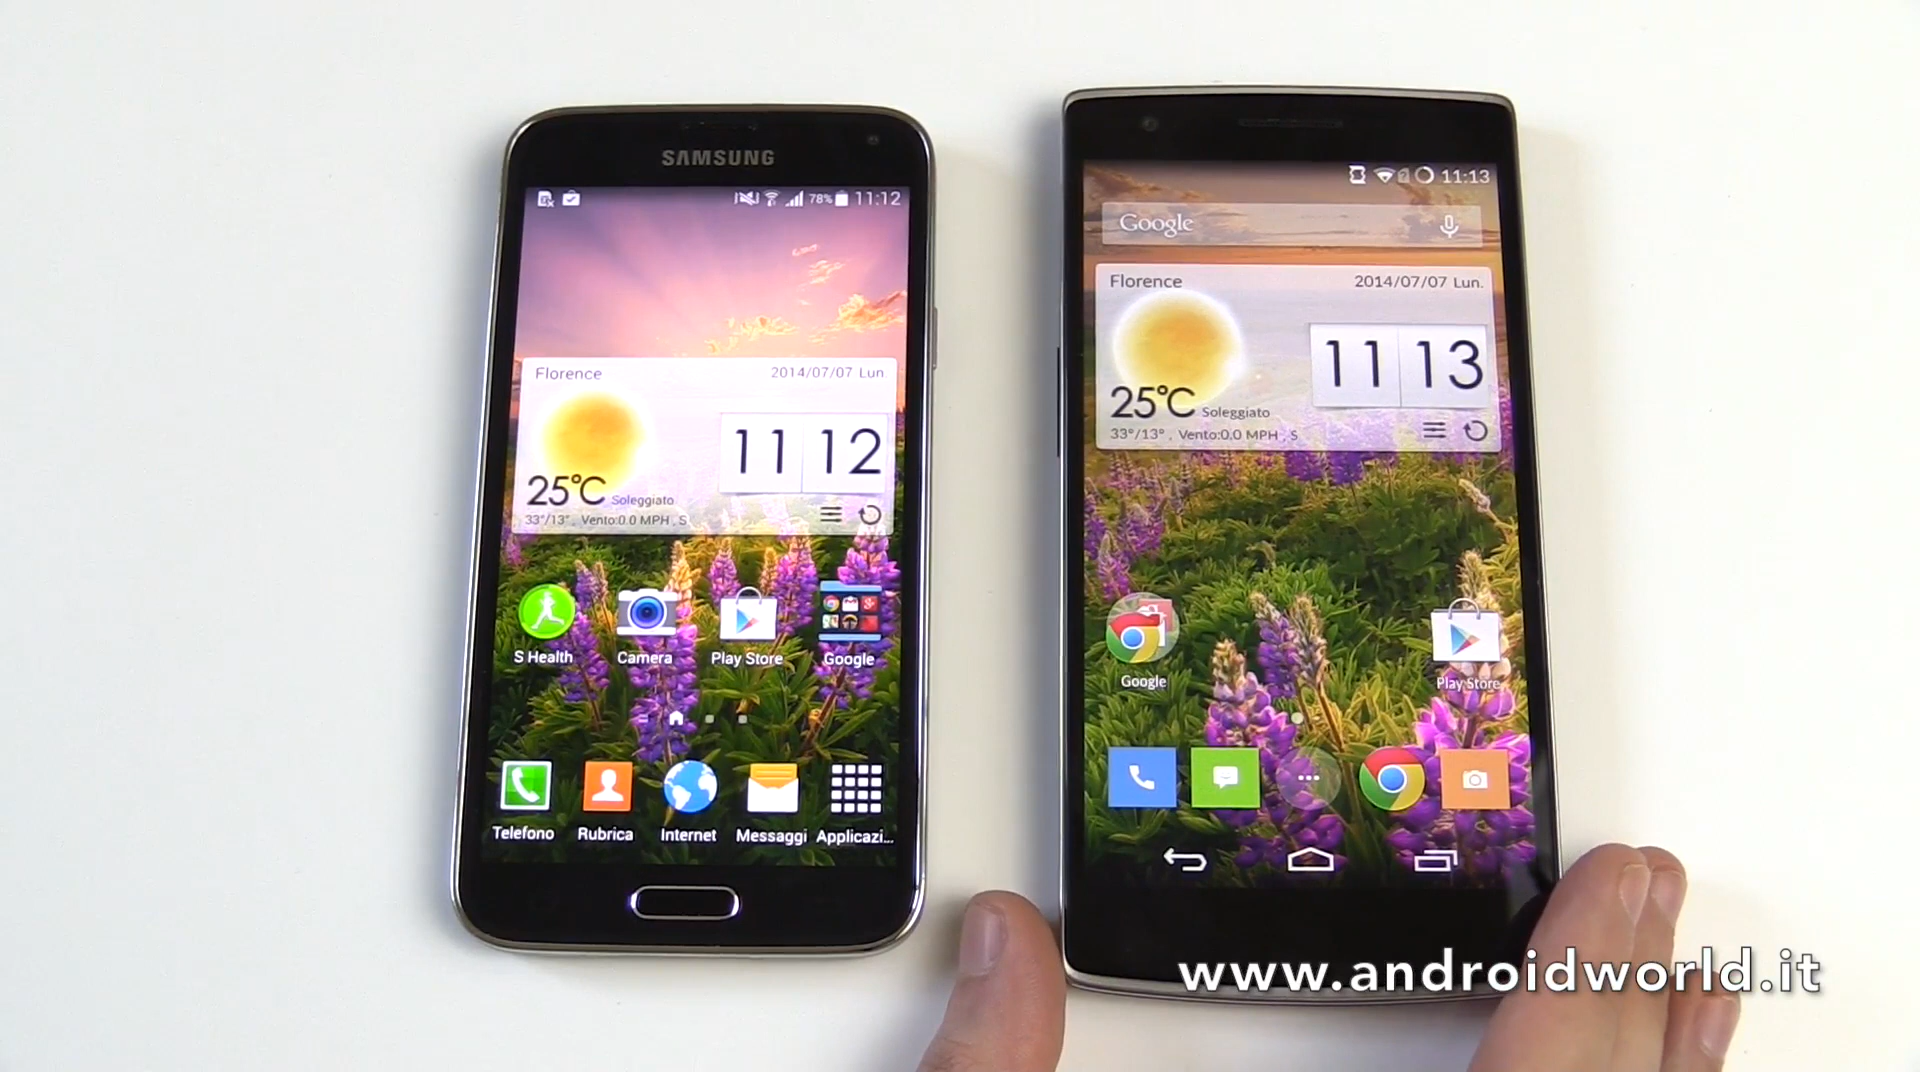 SAMSUNG
78% 11:12
Florence 2014/07/07 Lun.
11 12
25°C Soleggiato
33°/13° , Vento:0.0 MPH , S
S Health Camera Play Store Google
Telefono Rubrica Internet Messaggi Applicazi...
11:13
Google
Florence 2014/07/07 Lun.
11 13
25°C Soleggiato
33°/13° , Vento:0.0 MPH , S
Google Play Store
www.androidworld.it